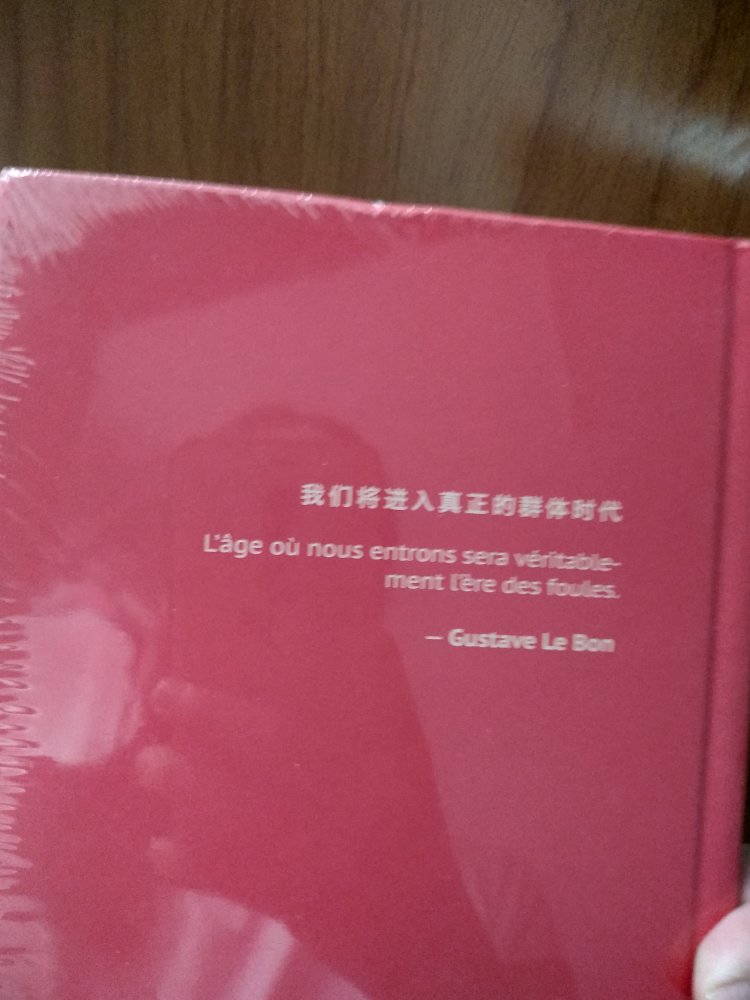 我们将进入真正的群体时代
L'âge où nous entrons sera véritable-
ment l'ère des foules.
— Gustave Le Bon